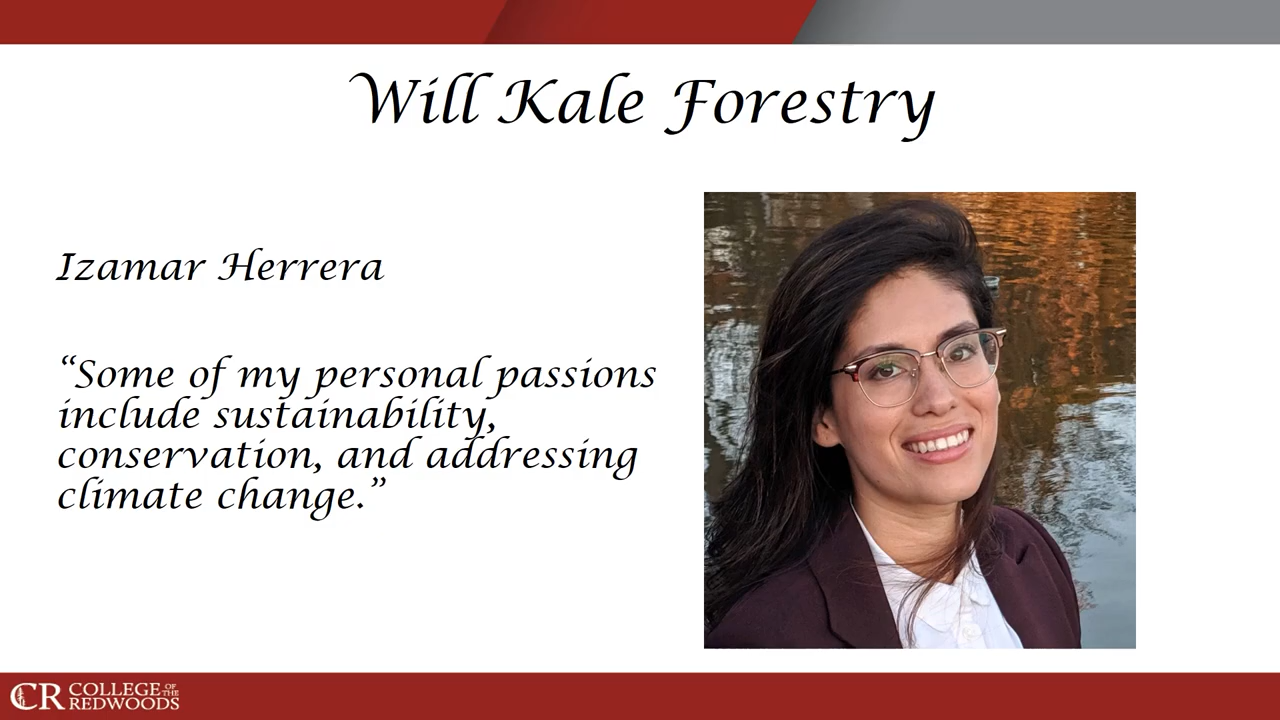 Will Kale Forestry
Izamar Herrera
“Some of my personal passions
include sustainability,
conservation, and addressing
climate change.”
CR COLLEGE OF THE
REDWOODS